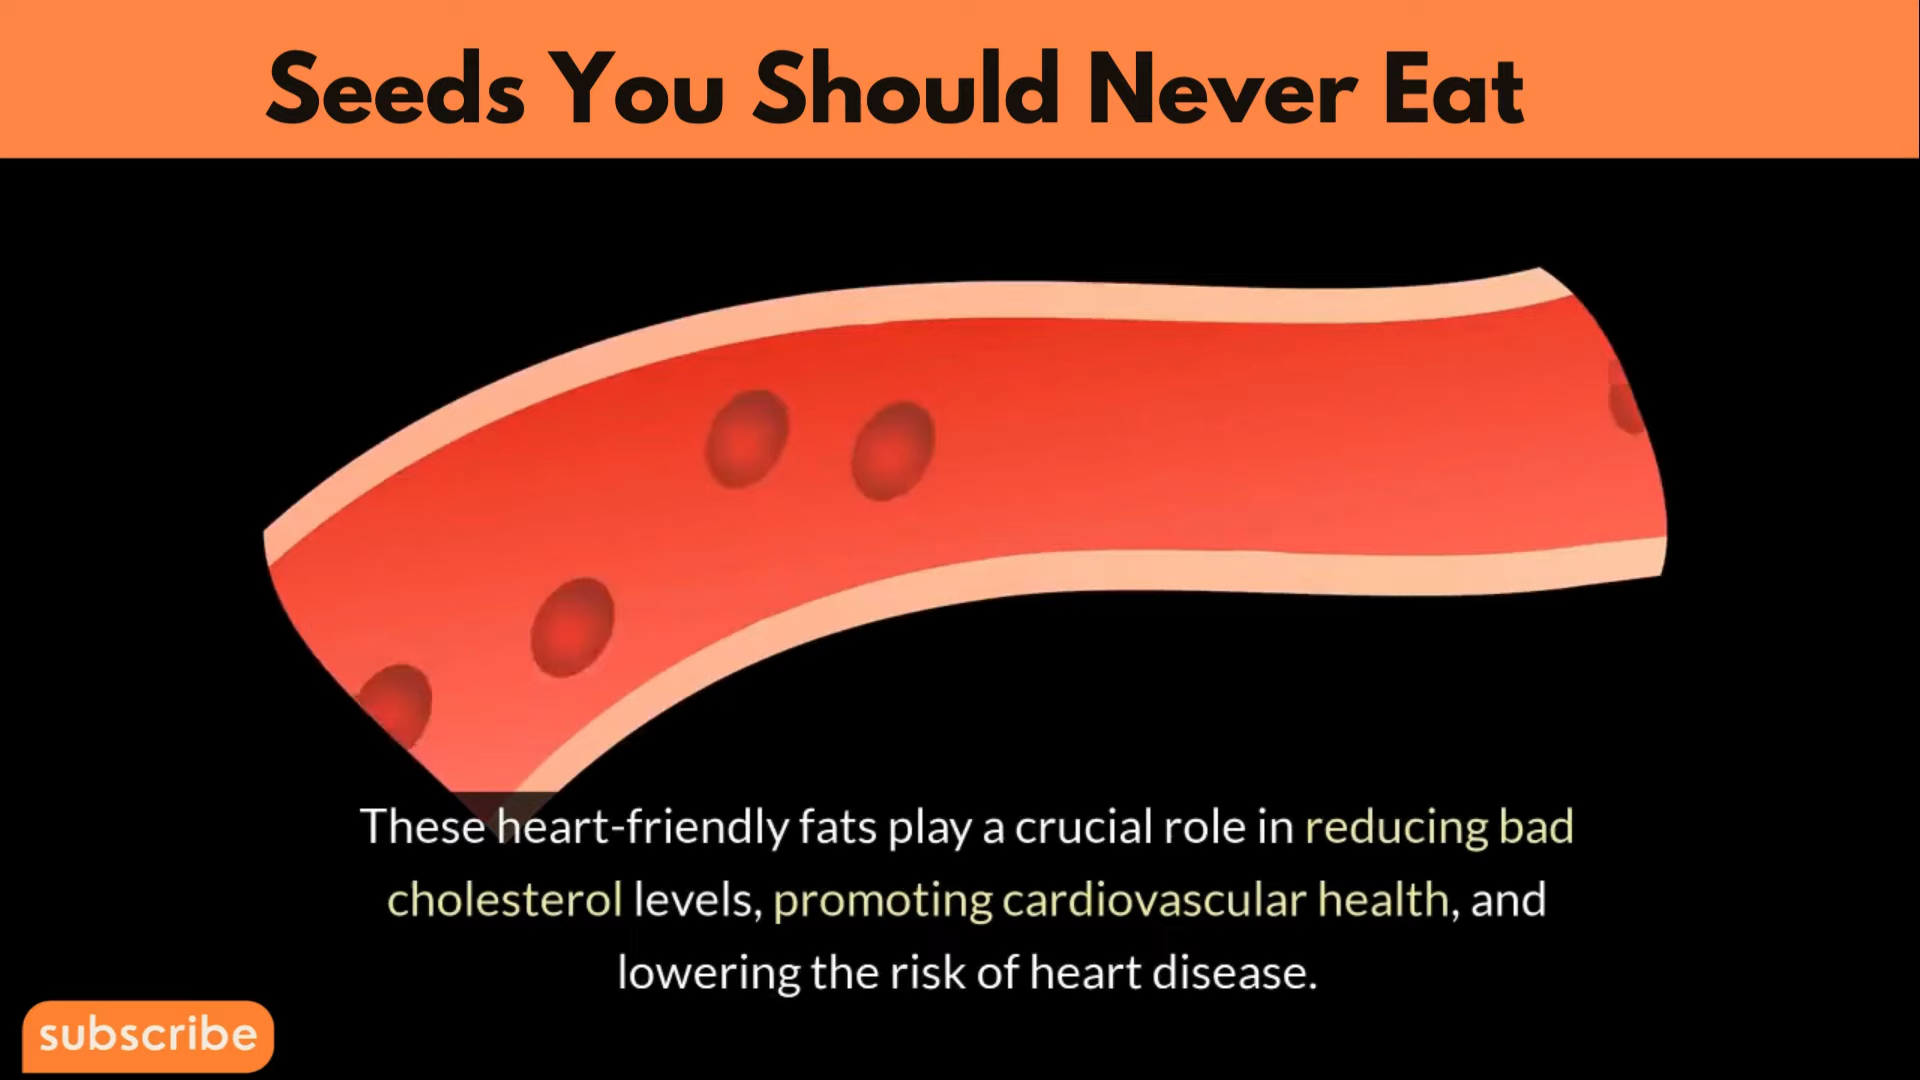 Seeds You Should Never Eat
These heart-friendly fats play a crucial role in reducing bad
cholesterol levels, promoting cardiovascular health, and
lowering the risk of heart disease.
subscribe